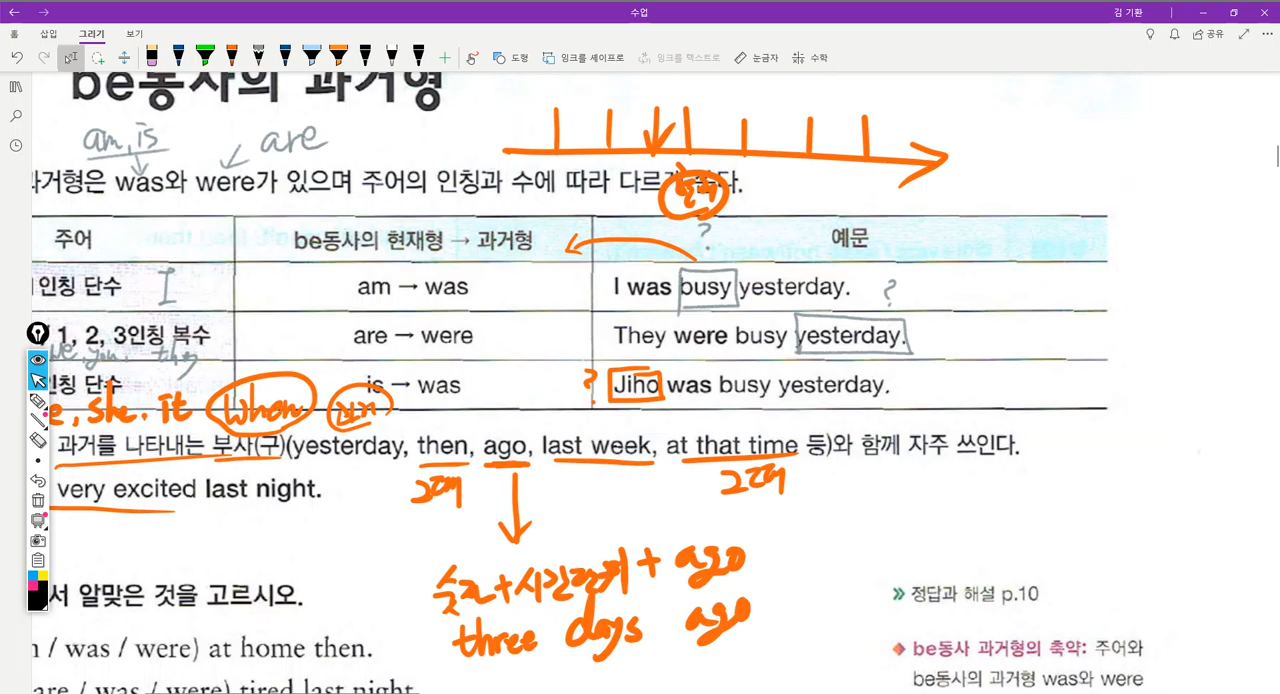 수업
김 기환
홈 삽입 그리기 보기
공유
도형 잉크를 셰이프로 잉크를 텍스트로 눈금자 수학
be동사의 과거형
am, is are
과거형은 was와 were가 있으며 주어의 인칭과 수에 따라 다르게 쓴다.
현재
주어 be동사의 현재형 → 과거형 ? 예문
인칭 단수 I am → was I was busy yesterday. ?
1, 2, 3인칭 복수 are → were They were busy yesterday.
you. they
인칭 단수 is → was ? Jiho was busy yesterday.
she. it when
과거를 나타내는 부사(구)(yesterday, then, ago, last week, at that time 등)와 함께 자주 쓰인다.
그때 그때
very excited last night.
숫자+시간단위+ ago
three days ago
서 알맞은 것을 고르시오.
정답과 해설 p.10
/ was / were) at home then.
be동사 과거형의 축약: 주어와
be동사의 과거형 was와 were
are / was / were) tired last night.